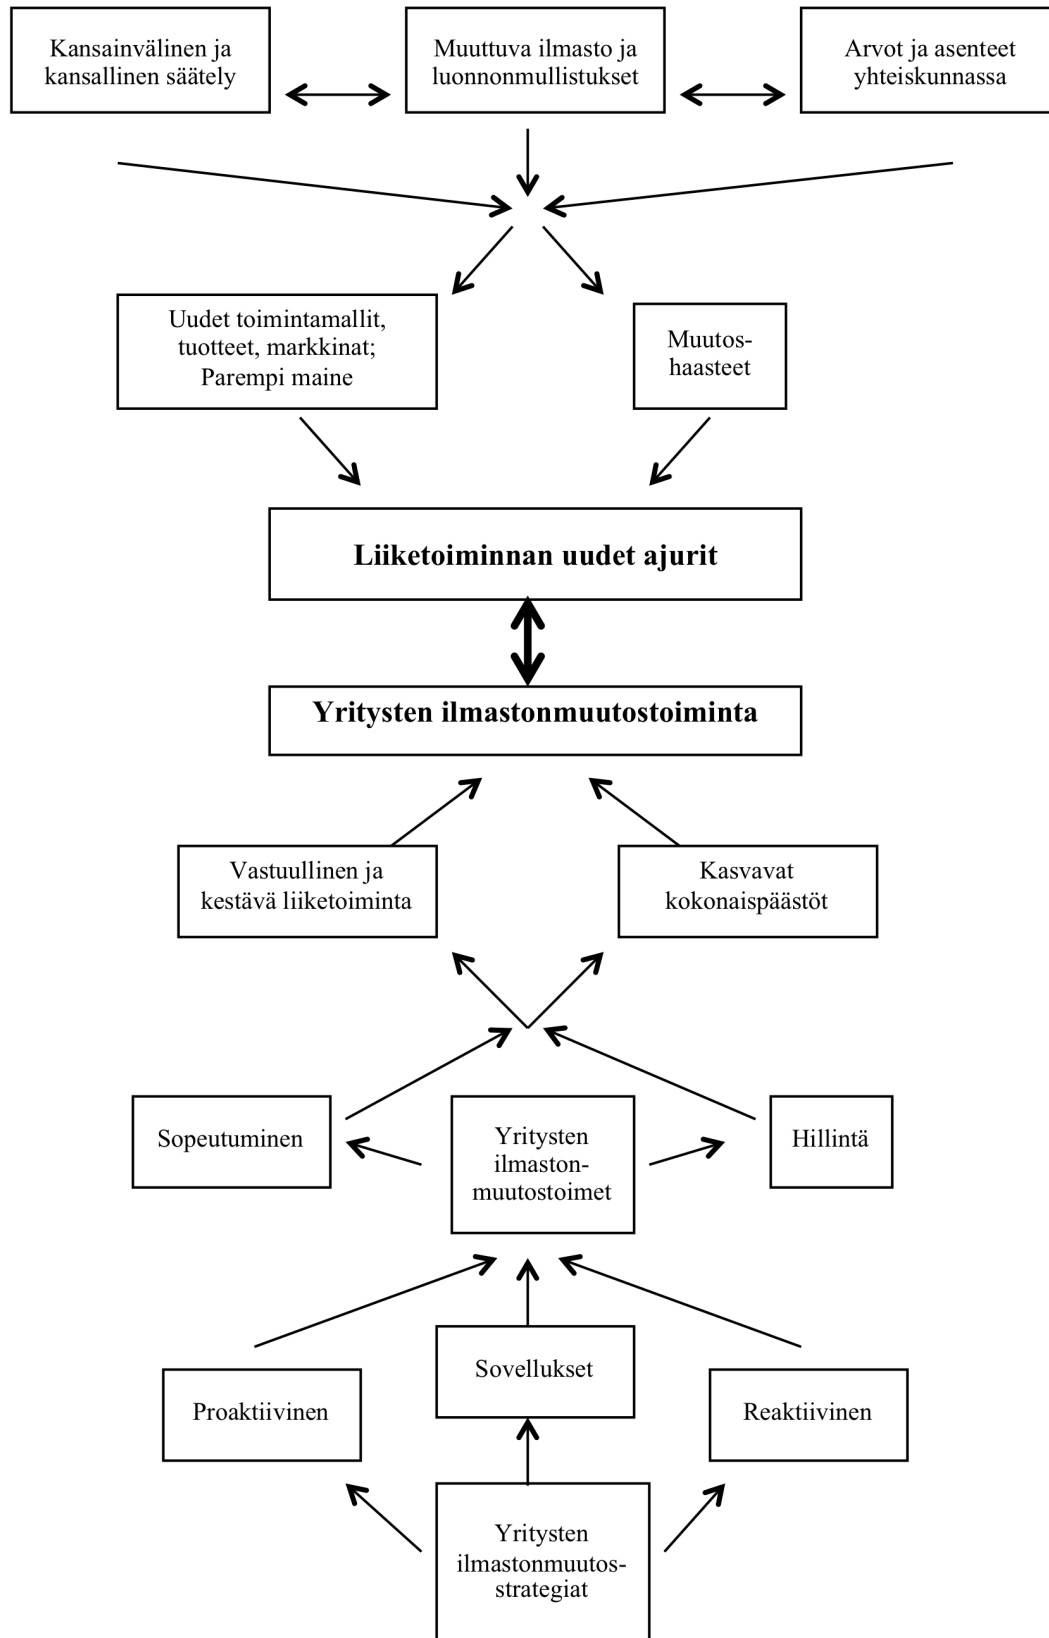 Kansainvälinen ja
kansallinen säätely
Muuttuva ilmasto ja
luonnonmullistukset
Arvot ja asenteet
yhteiskunnassa
Uudet toimintamallit,
tuotteet, markkinat;
Parempi maine
Muutos-
haasteet
Liiketoiminnan uudet ajurit
Yritysten ilmastonmuutostoiminta
Vastuullinen ja
kestävä liiketoiminta
Kasvavat
kokonaispäästöt
Sopeutuminen
Yritysten
ilmaston-
muutostoimet
Hillintä
Proaktiivinen
Sovellukset
Reaktiivinen
Yritysten
ilmastonmuutos-
strategiat